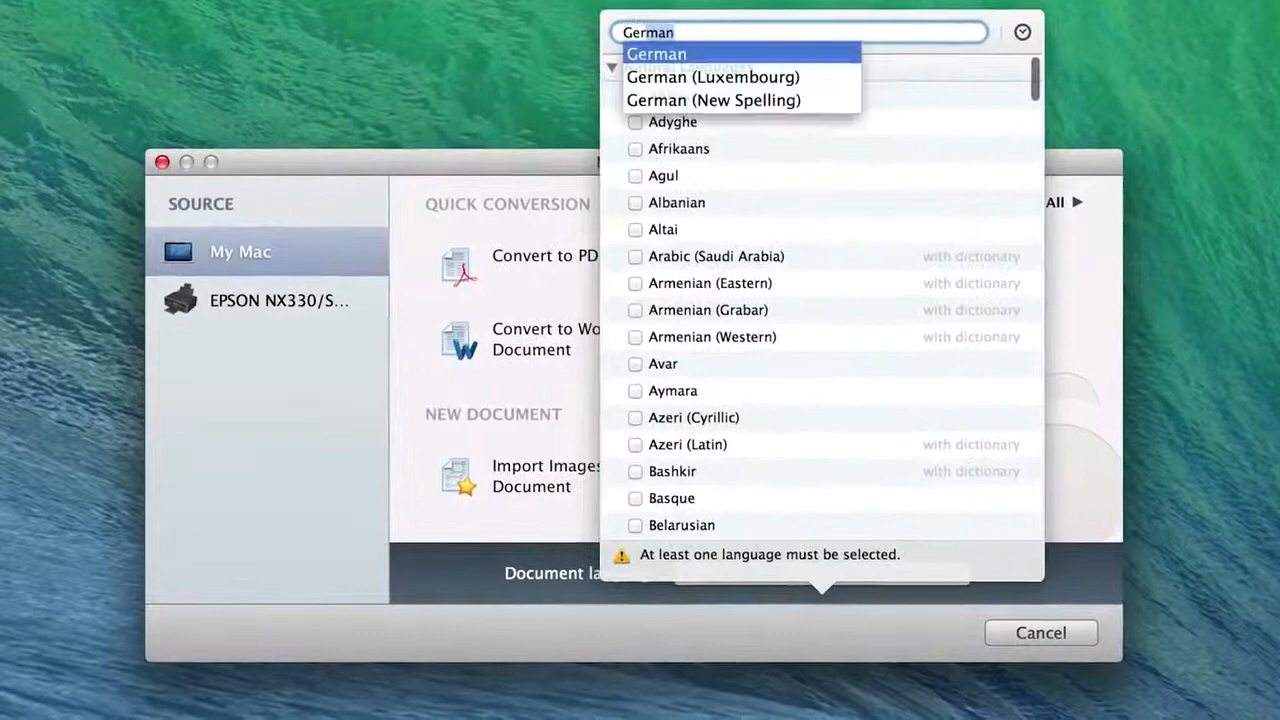 German
German
German (Luxembourg)
German (New Spelling)
Adyghe
Afrikaans
Agul
Albanian
Altai
Arabic (Saudi Arabia) with dictionary
Armenian (Eastern) with dictionary
Armenian (Grabar) with dictionary
Armenian (Western) with dictionary
Avar
Aymara
Azeri (Cyrillic)
Azeri (Latin) with dictionary
Bashkir with dictionary
Basque
Belarusian
At least one language must be selected.
SOURCE
My Mac
EPSON NX330/S...
QUICK CONVERSION
All
Convert to PD
Convert to Wo
Document
NEW DOCUMENT
Import Images
Document
Document la
Cancel